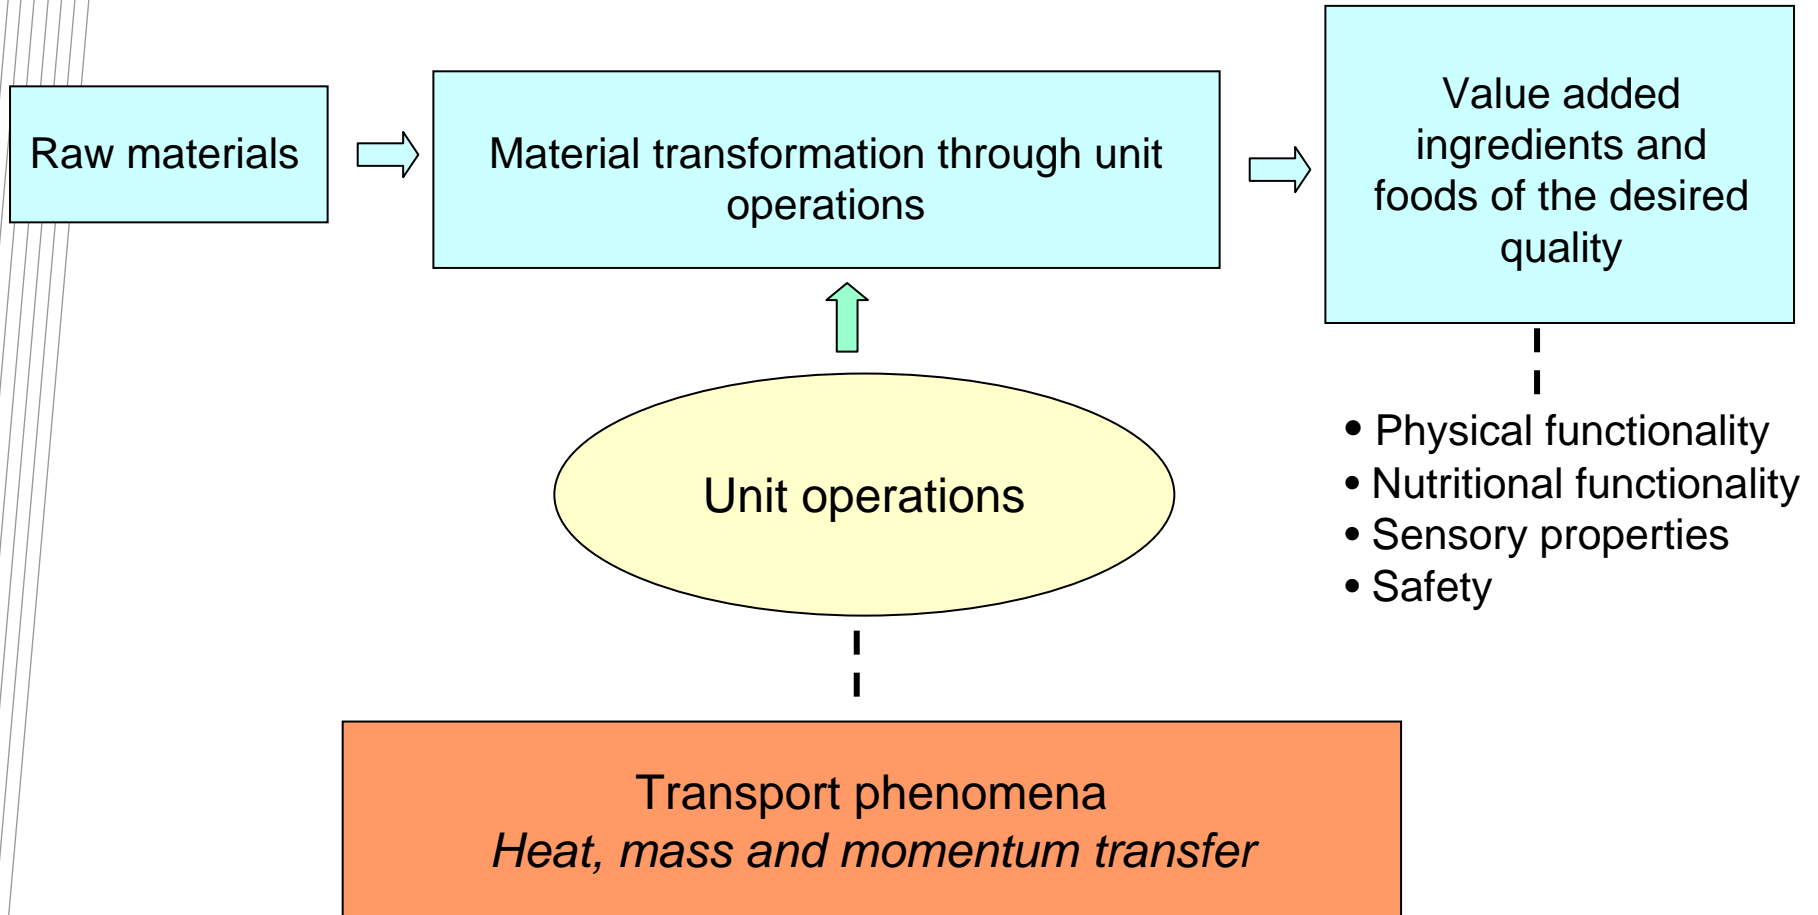 Raw materials
Material transformation through unit
operations
Value added
ingredients and
foods of the desired
quality
Unit operations
• Physical functionality
• Nutritional functionality
• Sensory properties
• Safety
Transport phenomena
Heat, mass and momentum transfer